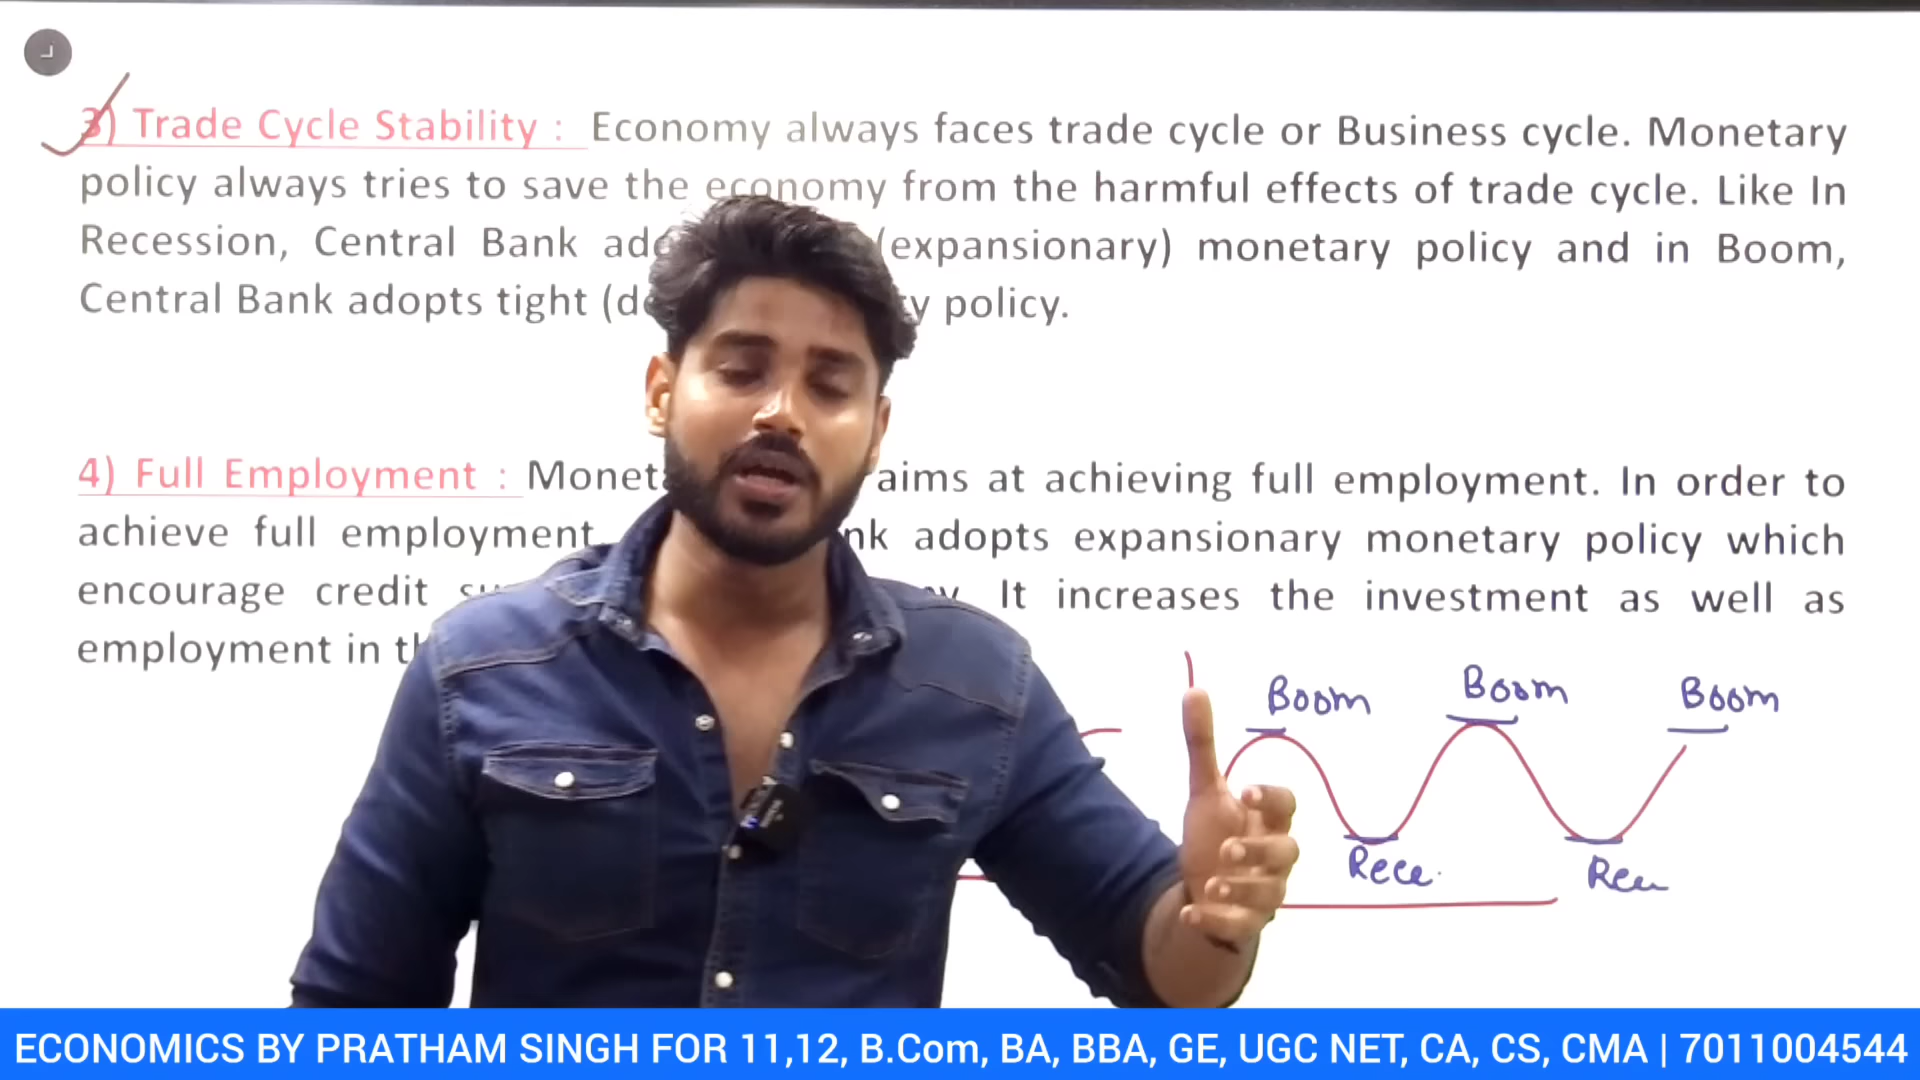 3) Trade Cycle Stability : Economy always faces trade cycle or Business cycle. Monetary
policy always tries to save the economy from the harmful effects of trade cycle. Like In
Recession, Central Bank (expansionary) monetary policy and in Boom,
Central Bank adopts tight policy.
4) Full Employment : aims at achieving full employment. In order to
achieve full employment, adopts expansionary monetary policy which
encourage credit It increases the investment as well as
employment in
Boom Boom Boom
Rece. Rece
ECONOMICS BY PRATHAM SINGH FOR 11,12, B.Com, BA, BBA, GE, UGC NET, CA, CS, CMA | 7011004544